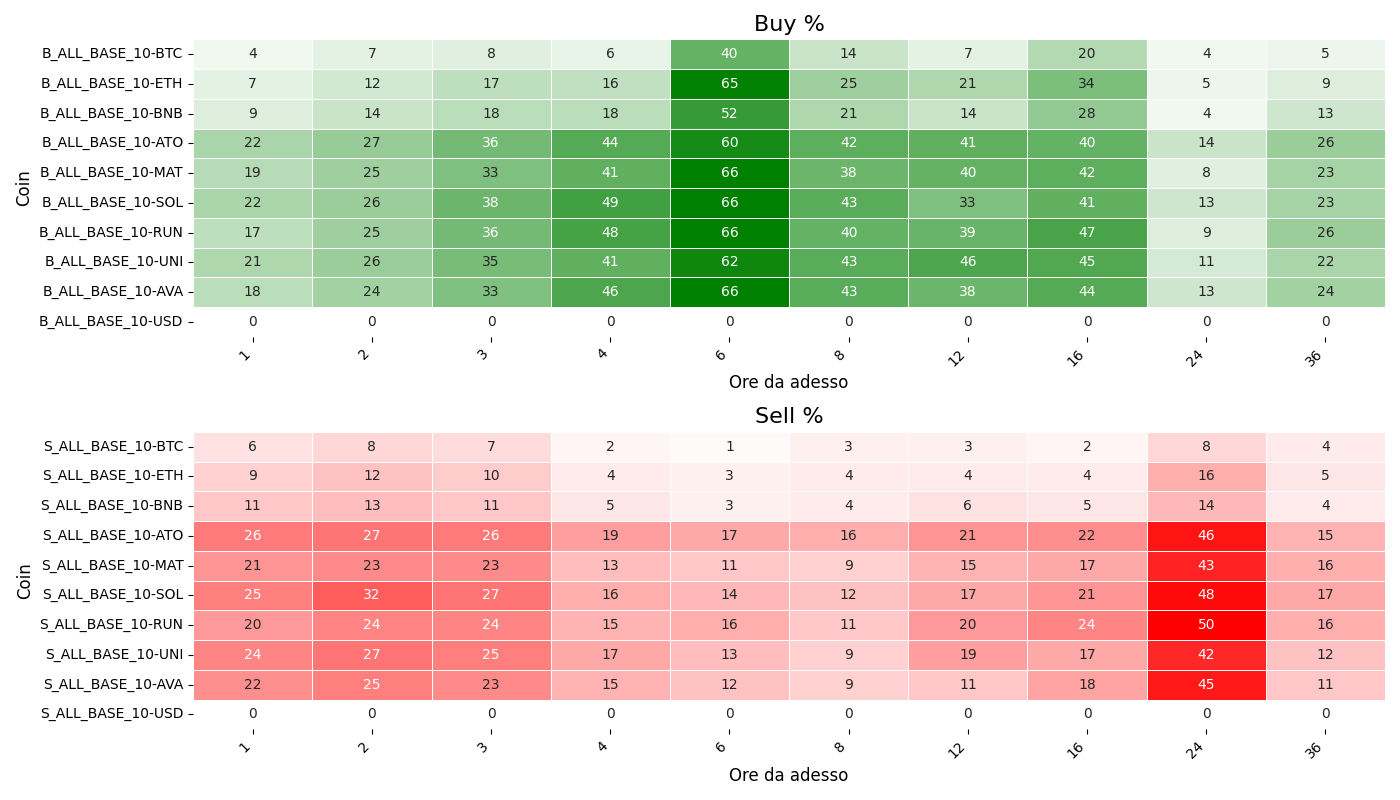 Buy %
Coin
B_ALL_BASE_10-BTC 4 7 8 6 40 14 7 20 4 5
B_ALL_BASE_10-ETH 7 12 17 16 65 25 21 34 5 9
B_ALL_BASE_10-BNB 9 14 18 18 52 21 14 28 4 13
B_ALL_BASE_10-ATO 22 27 36 44 60 42 41 40 14 26
B_ALL_BASE_10-MAT 19 25 33 41 66 38 40 42 8 23
B_ALL_BASE_10-SOL 22 26 38 49 66 43 33 41 13 23
B_ALL_BASE_10-RUN 17 25 36 48 66 40 39 47 9 26
B_ALL_BASE_10-UNI 21 26 35 41 62 43 46 45 11 22
B_ALL_BASE_10-AVA 18 24 33 46 66 43 38 44 13 24
B_ALL_BASE_10-USD 0 0 0 0 0 0 0 0 0 0
1 2 3 4 6 8 12 16 24 36
Ore da adesso
Sell %
Coin
S_ALL_BASE_10-BTC 6 8 7 2 1 3 3 2 8 4
S_ALL_BASE_10-ETH 9 12 10 4 3 4 4 4 16 5
S_ALL_BASE_10-BNB 11 13 11 5 3 4 6 5 14 4
S_ALL_BASE_10-ATO 26 27 26 19 17 16 21 22 46 15
S_ALL_BASE_10-MAT 21 23 23 13 11 9 15 17 43 16
S_ALL_BASE_10-SOL 25 32 27 16 14 12 17 21 48 17
S_ALL_BASE_10-RUN 20 24 24 15 16 11 20 24 50 16
S_ALL_BASE_10-UNI 24 27 25 17 13 9 19 17 42 12
S_ALL_BASE_10-AVA 22 25 23 15 12 9 11 18 45 11
S_ALL_BASE_10-USD 0 0 0 0 0 0 0 0 0 0
1 2 3 4 6 8 12 16 24 36
Ore da adesso